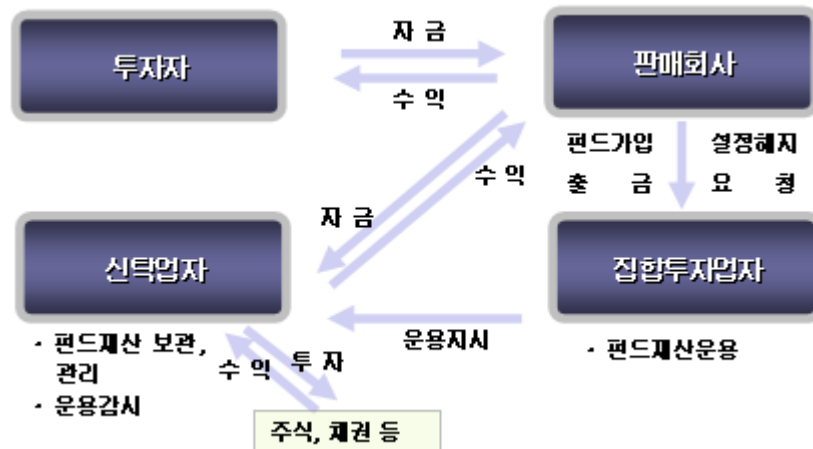 자 금
투자자
판매회사
수 익
펀드가입 설정해지
출 금 요 청
수 익
자 금
신탁업자
집합투자업자
운용지시
· 펀드재산 보관,
관리
· 운용감시
수 익
투 자
· 펀드재산운용
주식, 채권 등